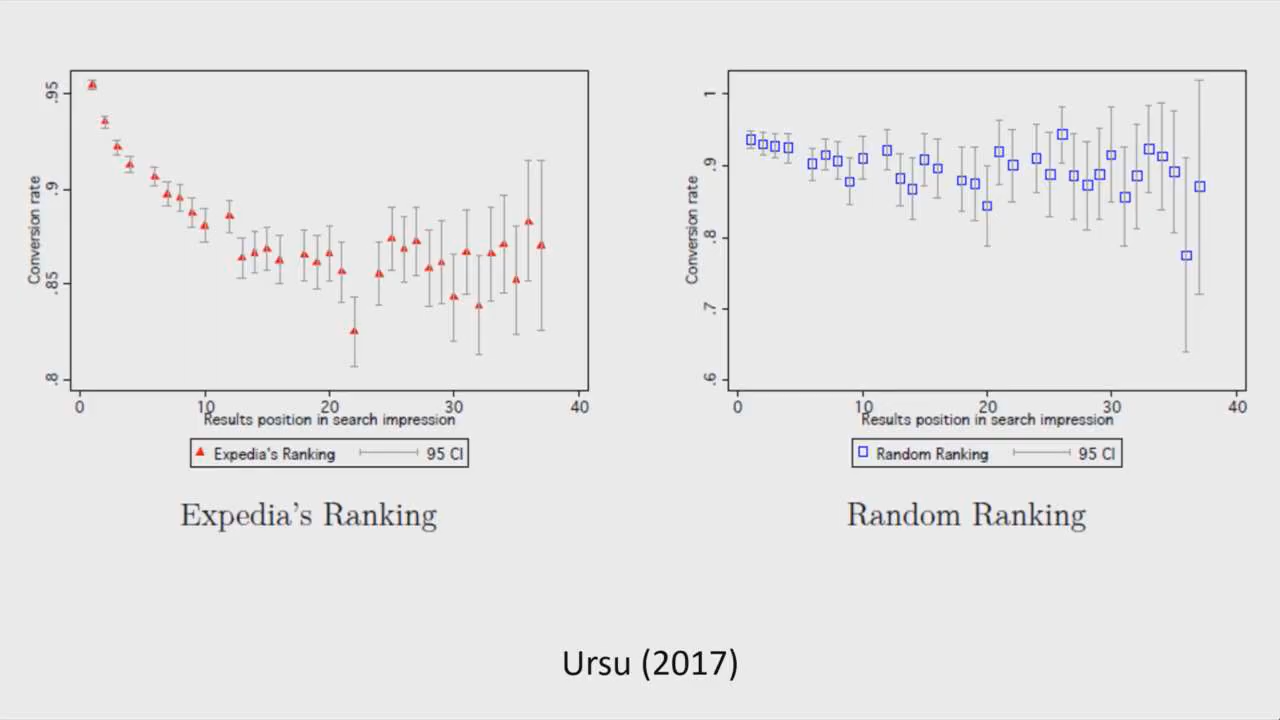 .95
.9
.85
.8
Conversion rate
0 10 20 30 40
Results position in search impression
Expedia's Ranking 95 CI
Expedia's Ranking
1
.9
.8
.7
.6
Conversion rate
0 10 20 30 40
Results position in search impression
Random Ranking 95 CI
Random Ranking
Ursu (2017)